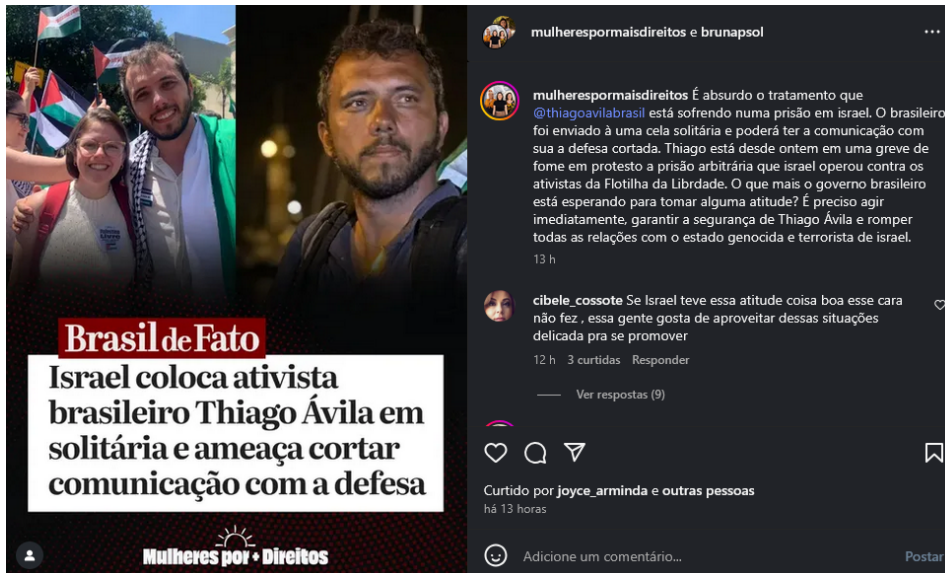 Brasil de Fato
Israel coloca ativista
brasileiro Thiago Ávila em
solitária e ameaça cortar
comunicação com a defesa
Mulheres por + Direitos
mulherespormaisdireitos e brunapsol
mulherespormaisdireitos É absurdo o tratamento que
@thiagoavilabrasil está sofrendo numa prisão em israel. O brasileiro
foi enviado à uma cela solitária e poderá ter a comunicação com
sua a defesa cortada. Thiago está desde ontem em uma greve de
fome em protesto a prisão arbitrária que israel operou contra os
ativistas da Flotilha da Librdade. O que mais o governo brasileiro
está esperando para tomar alguma atitude? É preciso agir
imediatamente, garantir a segurança de Thiago Ávila e romper
todas as relações com o estado genocida e terrorista de israel.
13 h
cibele_cossote Se Israel teve essa atitude coisa boa esse cara
não fez , essa gente gosta de aproveitar dessas situações
delicada pra se promover
12 h 3 curtidas Responder
Ver respostas (9)
Curtido por joyce_arminda e outras pessoas
há 13 horas
Adicione um comentário...
Postar